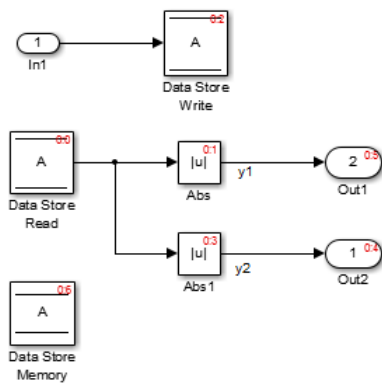 0:2
1
A
In1
Data Store
Write
0:0
0:1
0:5
A
|u|
2
y1
Data Store
Read
Abs
Out1
0:3
0:4
|u|
1
y2
Abs1
Out2
0:6
A
Data Store
Memory